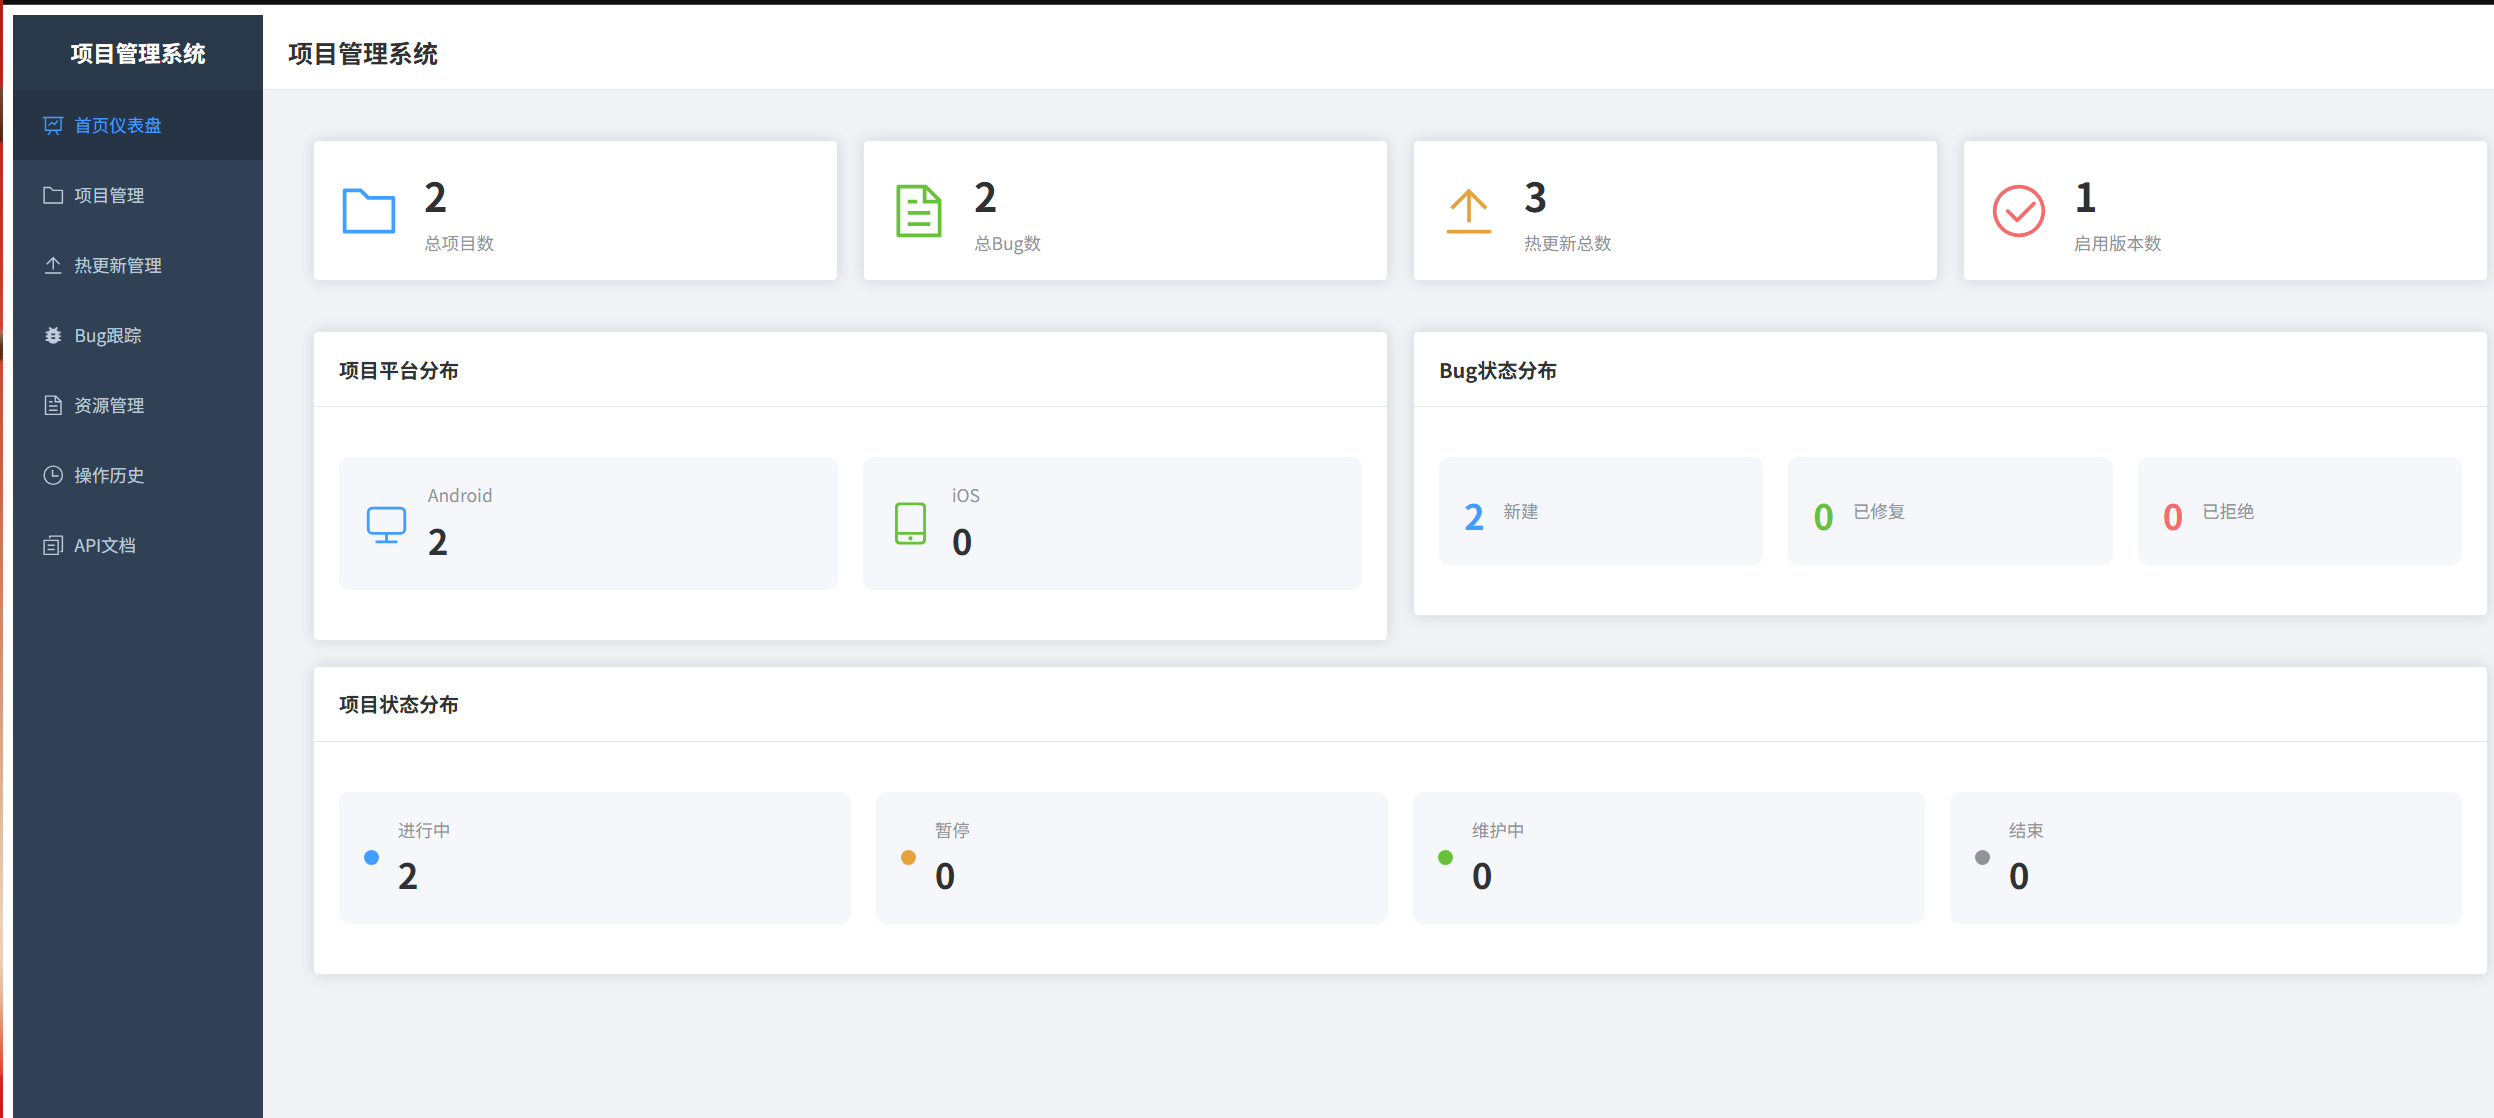 项目管理系统
项目管理系统
首页仪表盘
项目管理
热更新管理
Bug跟踪
资源管理
操作历史
API文档
2
总项目数
2
总Bug数
3
热更新总数
1
启用版本数
项目平台分布
Android
2
iOS
0
Bug状态分布
2 新建
0 已修复
0 已拒绝
项目状态分布
进行中
2
暂停
0
维护中
0
结束
0